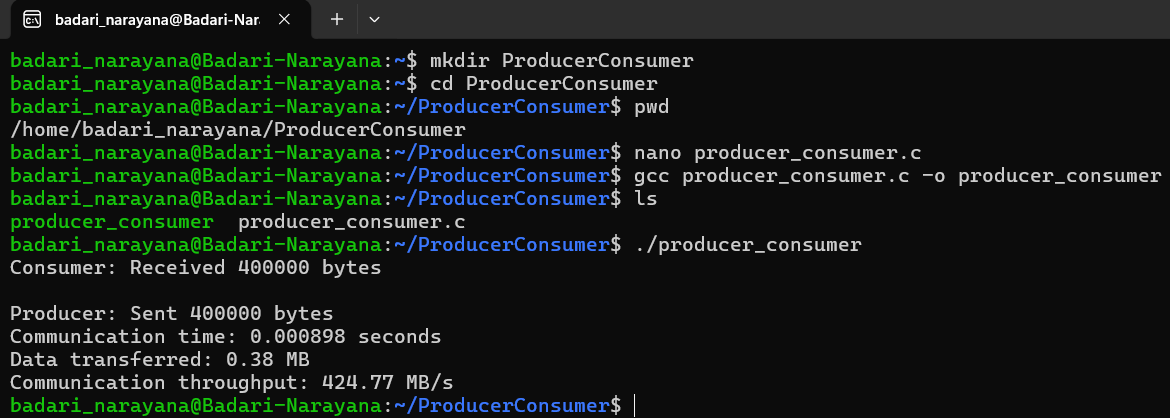 badari_narayana@Badari-Nar
badari_narayana@Badari-Narayana:~$ mkdir ProducerConsumer
badari_narayana@Badari-Narayana:~$ cd ProducerConsumer
badari_narayana@Badari-Narayana:~/ProducerConsumer$ pwd
/home/badari_narayana/ProducerConsumer
badari_narayana@Badari-Narayana:~/ProducerConsumer$ nano producer_consumer.c
badari_narayana@Badari-Narayana:~/ProducerConsumer$ gcc producer_consumer.c -o producer_consumer
badari_narayana@Badari-Narayana:~/ProducerConsumer$ ls
producer_consumer  producer_consumer.c
badari_narayana@Badari-Narayana:~/ProducerConsumer$ ./producer_consumer
Consumer: Received 400000 bytes
Producer: Sent 400000 bytes
Communication time: 0.000898 seconds
Data transferred: 0.38 MB
Communication throughput: 424.77 MB/s
badari_narayana@Badari-Narayana:~/ProducerConsumer$